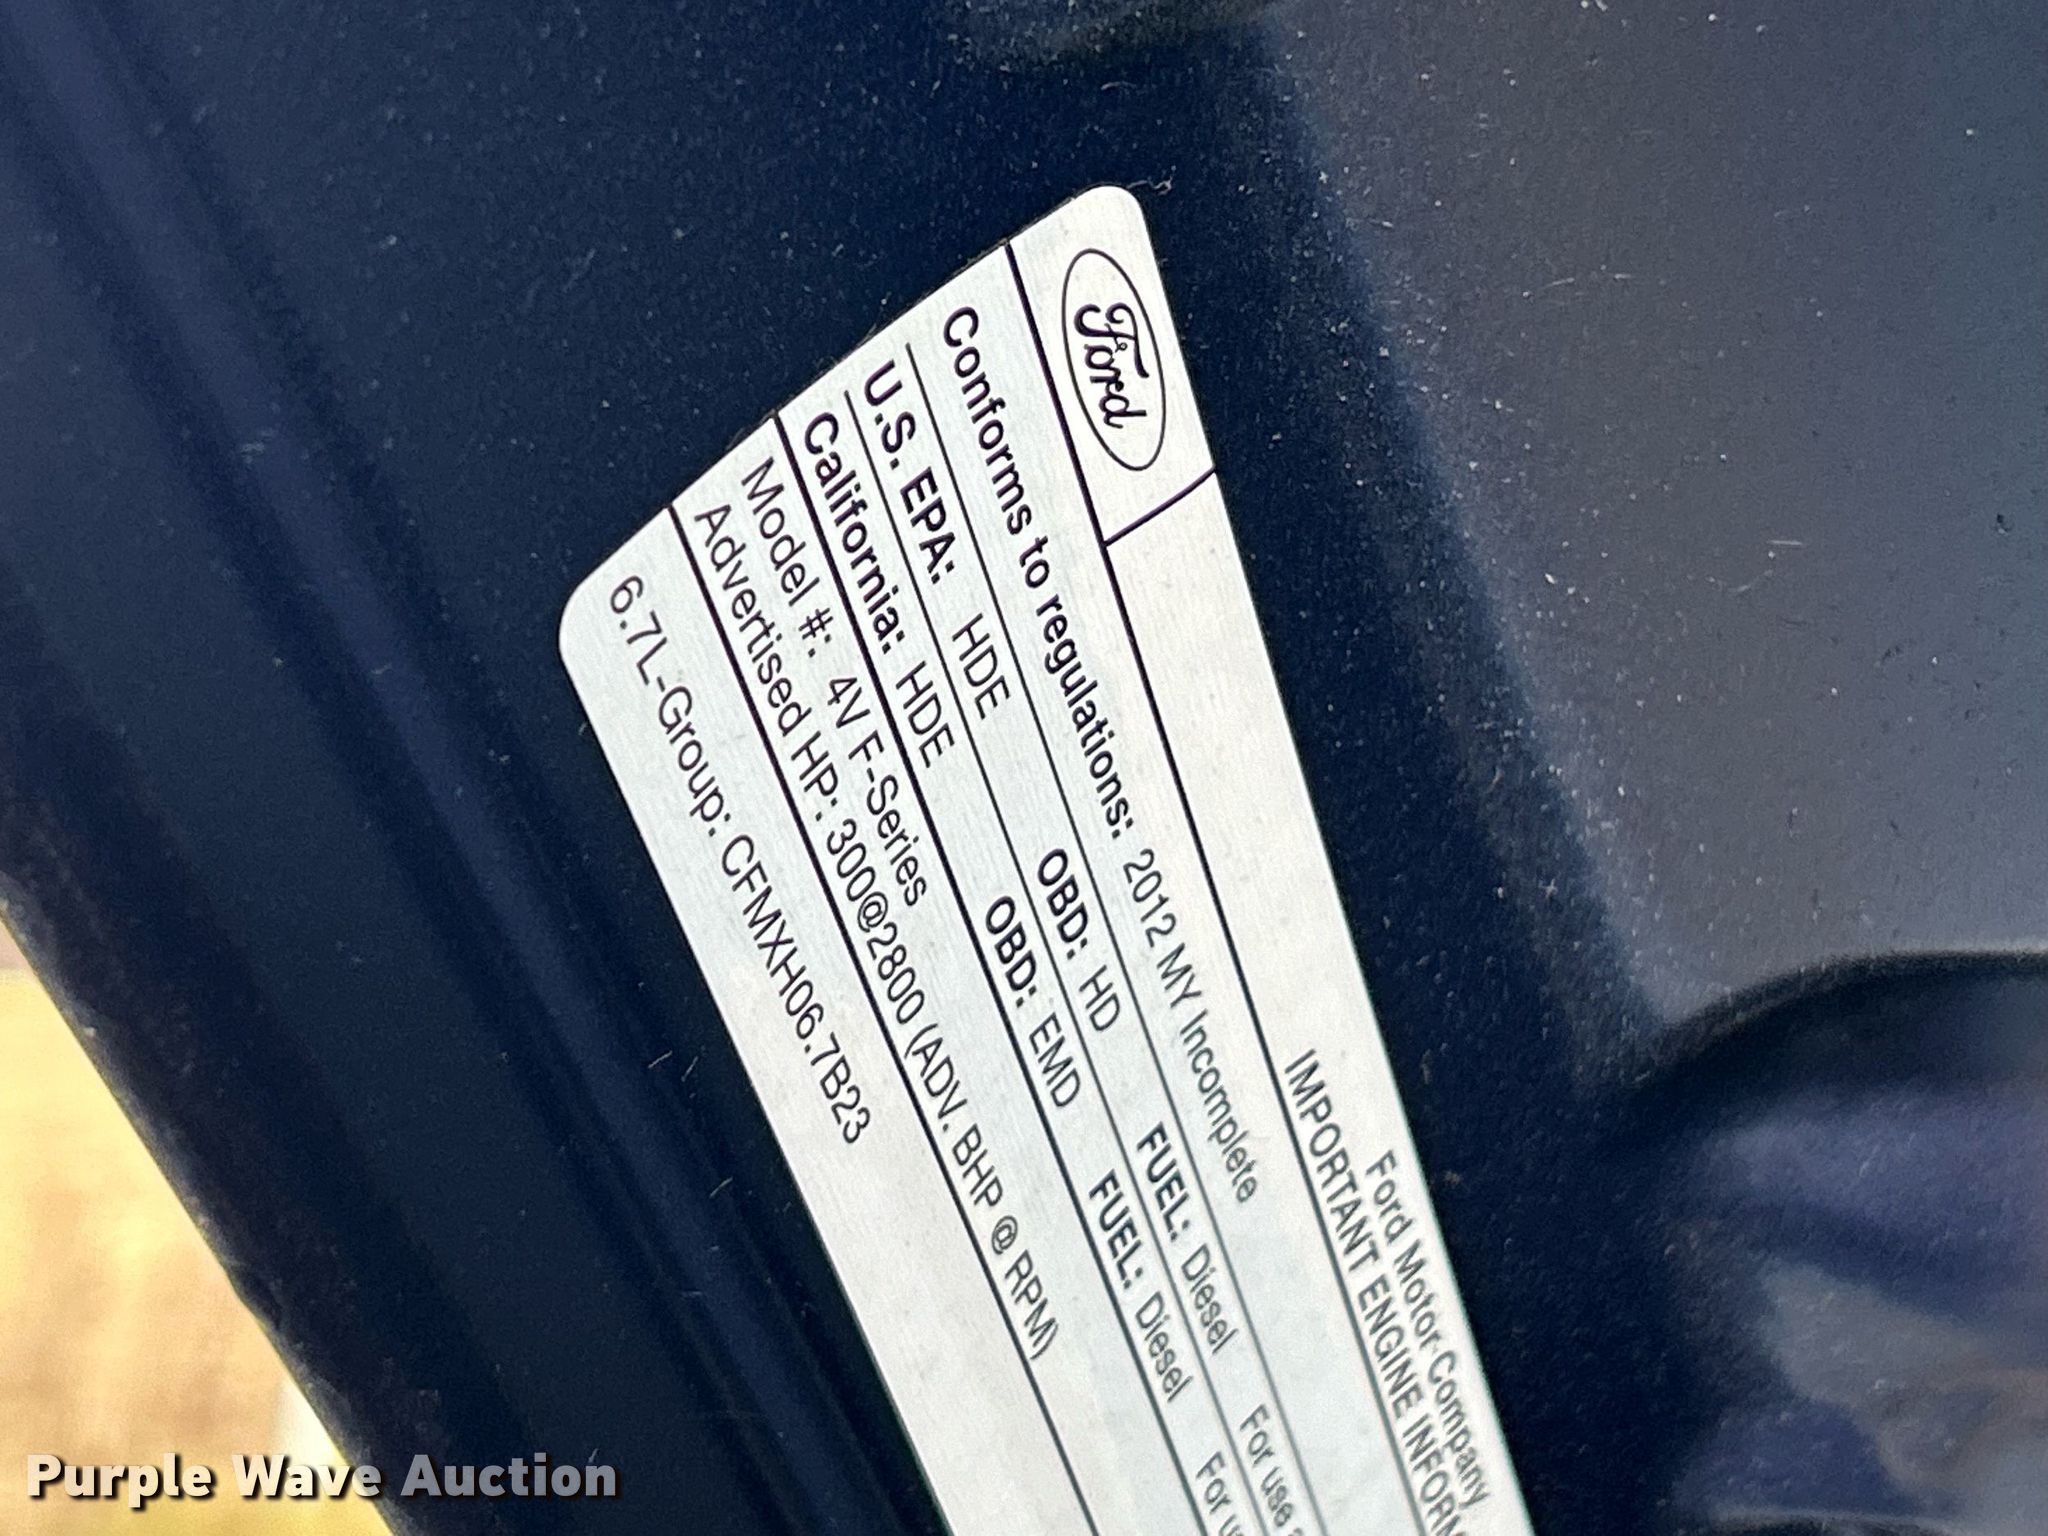 Ford
Ford Motor Company
IMPORTANT ENGINE INFORM
Conforms to regulations: 2012 MY Incomplete
U.S. EPA: HDE OBD: HD FUEL: Diesel For use
California: HDE OBD: EMD FUEL: Diesel For
Model #: 4V F-Series
Advertised HP: 300@2800 (ADV. BHP @ RPM)
6.7L-Group: CFMXH06.7B23
Purple Wave Auction